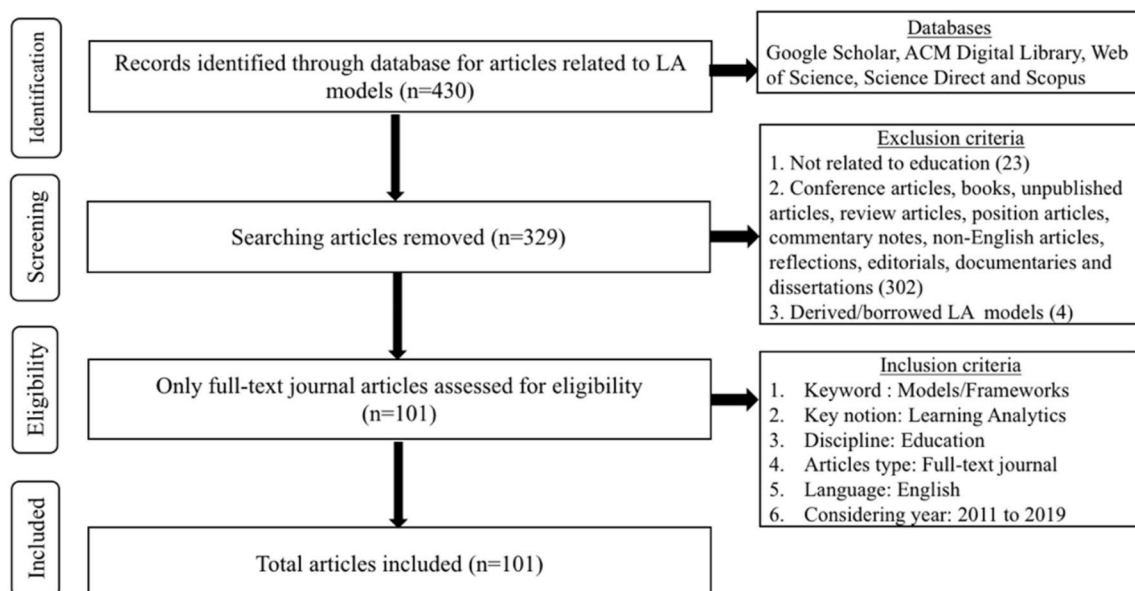 Identification
Records identified through database for articles related to LA
models (n=430)
Databases
Google Scholar, ACM Digital Library, Web
of Science, Science Direct and Scopus
Screening
Searching articles removed (n=329)
Exclusion criteria
1. Not related to education (23)
2. Conference articles, books, unpublished
articles, review articles, position articles,
commentary notes, non-English articles,
reflections, editorials, documentaries and
dissertations (302)
3. Derived/borrowed LA models (4)
Eligibility
Only full-text journal articles assessed for eligibility
(n=101)
Inclusion criteria
1. Keyword : Models/Frameworks
2. Key notion: Learning Analytics
3. Discipline: Education
4. Articles type: Full-text journal
5. Language: English
6. Considering year: 2011 to 2019
Included
Total articles included (n=101)